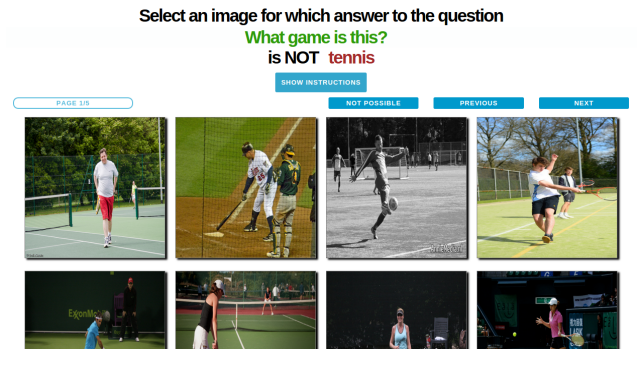 Select an image for which answer to the question
What game is this?
is NOT tennis
SHOW INSTRUCTIONS
PAGE 1/5
NOT POSSIBLE
PREVIOUS
NEXT
ExxonMo